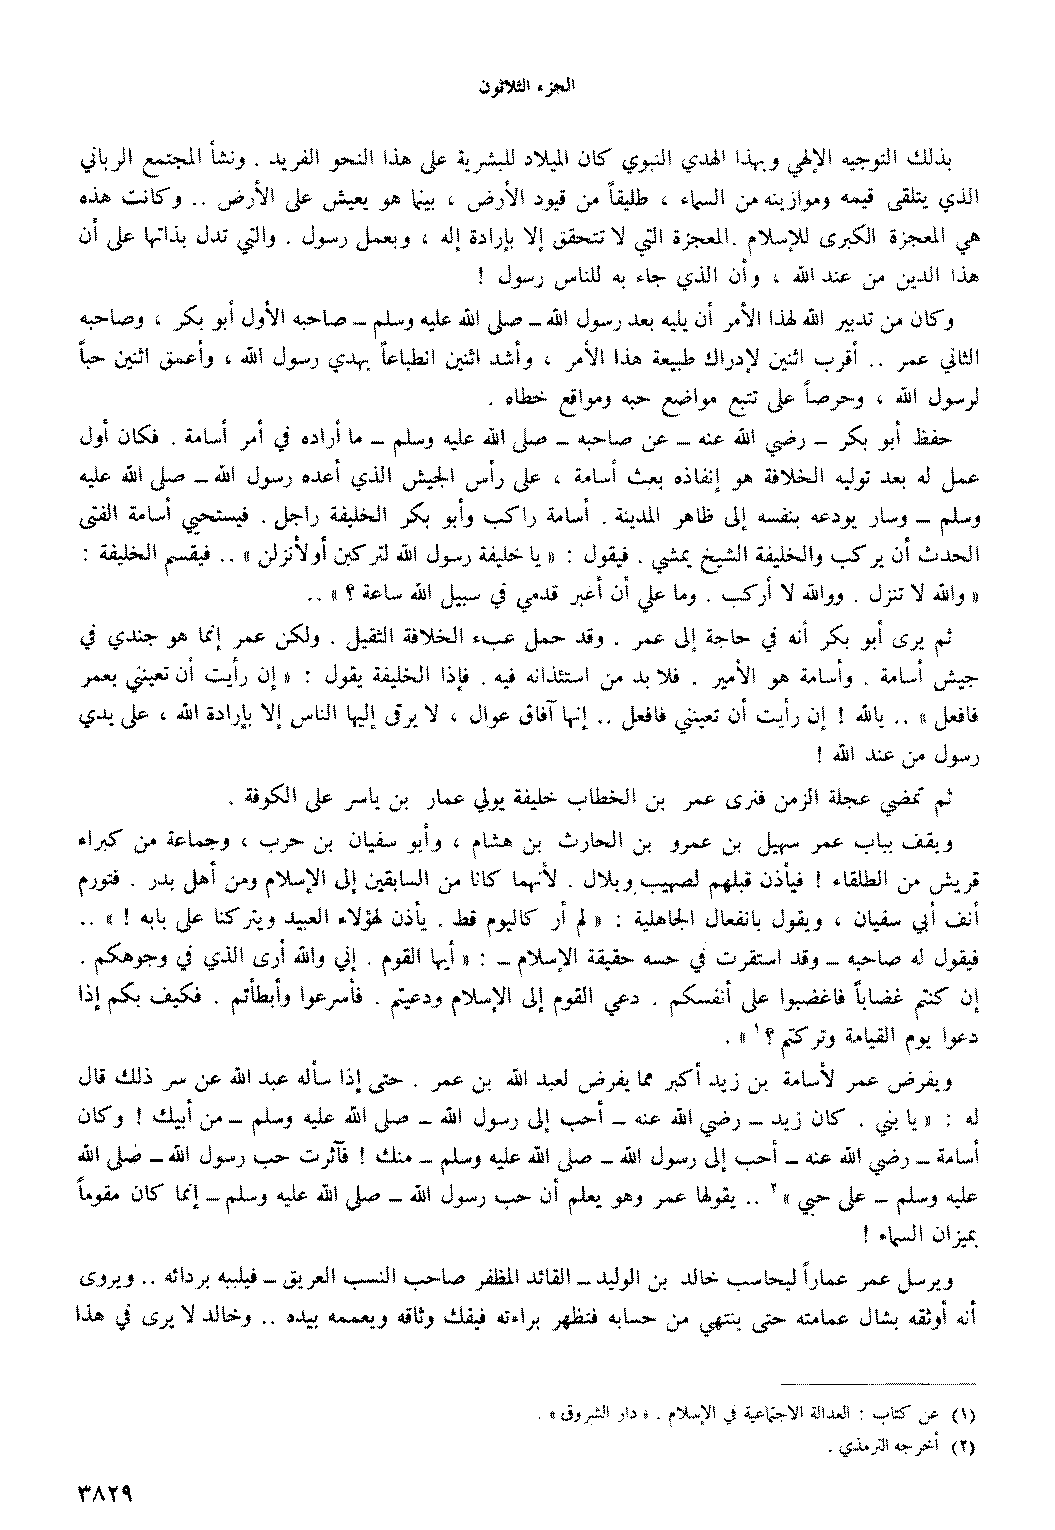 الجزء الثلاثون
بذلك التوجيه الإلهي وبهذا الهدي النبوي كان الميلاد للبشرية على هذا النحو الفريد . ونشأ المجتمع الرباني
الذي يتلقى قيمه وموازينه من السماء ، طليقاً من قيود الأرض ، بينما هو يعيش على الأرض .. وكانت هذه
هي المعجزة الكبرى للإسلام .المعجزة التي لا تتحقق إلا بإرادة إله ، وبعمل رسول . والتي تدل بذاتها على أن
هذا الدين من عند الله ، وأن الذي جاء به للناس رسول !
وكان من تدبير الله لهذا الأمر أن يليه بعد رسول الله – صلى الله عليه وسلم – صاحبه الأول أبو بكر ، وصاحبه
الثاني عمر .. أقرب اثنين لإدراك طبيعة هذا الأمر ، وأشد اثنين انطباعاً بهدي رسول الله ، وأعمق اثنين حباً
لرسول الله ، وحرصاً على تتبع مواضع حبه ومواقع خطاه .
حفظ أبو بكر – رضي الله عنه – عن صاحبه – صلى الله عليه وسلم – ما أراده في أمر أسامة . فكان أول
عمل له بعد توليه الخلافة هو إنفاذه بعث أسامة ، على رأس الجيش الذي أعده رسول الله – صلى الله عليه
وسلم – وسار يودعه بنفسه إلى ظاهر المدينة . أسامة راكب وأبو بكر الخليفة راجل . فيستحيي أسامة الفتى
الحدث أن يركب والخليفة الشيخ يمشي . فيقول : « يا خليفة رسول الله لتركبن أو لأنزلن » .. فيقسم الخليفة :
« والله لا تنزل . ووالله لا أركب . وما علي أن أغبر قدمي في سبيل الله ساعة ؟ » ..
ثم يرى أبو بكر أنه في حاجة إلى عمر . وقد حمل عبء الخلافة الثقيل . ولكن عمر إنما هو جندي في
جيش أسامة . وأسامة هو الأمير . فلا بد من استئذانه فيه . فإذا الخليفة يقول : « إن رأيت أن تعينني بعمر
فافعل » .. يالله ! إن رأيت أن تعينني فافعل .. إنها آفاق عوال ، لا يرقى إليها الناس إلا بإرادة الله ، على يدي
رسول من عند الله !
ثم تمضي عجلة الزمن فنرى عمر بن الخطاب خليفة يولي عمار بن ياسر على الكوفة .
ويقف بباب عمر سهيل بن عمرو بن الحارث بن هشام ، وأبو سفيان بن حرب ، وجماعة من كبراء
قريش من الطلقاء ! فيأذن قبلهم لصهيب وبلال . لأنهما كانا من السابقين إلى الإسلام ومن أهل بدر . فتورم
أنف أبي سفيان ، ويقول بانفعال الجاهلية : « لم أر كاليوم قط . يأذن لهؤلاء العبيد ويتركنا على بابه ! » ..
فيقول له صاحبه – وقد استقرت في حسه حقيقة الإسلام – : « أيها القوم . إني والله أرى الذي في وجوهكم .
إن كنتم غضاباً فاغضبوا على أنفسكم . دعي القوم إلى الإسلام ودعيتم . فأسرعوا وأبطأتم . فكيف بكم إذا
دعوا يوم القيامة وتركتم ؟١ » .
ويفرض عمر لأسامة بن زيد أكبر مما يفرض لعبد الله بن عمر . حتى إذا سأله عبد الله عن سر ذلك قال
له : « يا بني . كان زيد – رضي الله عنه – أحب إلى رسول الله – صلى الله عليه وسلم – من أبيك ! وكان
أسامة – رضي الله عنه – أحب إلى رسول الله – صلى الله عليه وسلم – منك ! فآثرت حب رسول الله – صلى الله
عليه وسلم – على حبي »٢ .. يقولها عمر وهو يعلم أن حب رسول الله – صلى الله عليه وسلم – إنما كان مقوماً
بميزان السماء !
ويرسل عمر عماراً ليحاسب خالد بن الوليد – القائد المظفر صاحب النسب العريق – فيلببه بردائه .. ويروى
أنه أوثقه بشال عمامته حتى ينتهي من حسابه فتظهر براءته فيفك وثاقه ويعممه بيده .. وخالد لا يرى في هذا
(١) عن كتاب : العدالة الاجتماعية في الإسلام . « دار الشروق » .
(٢) أخرجه الترمذي .
٣٨٢٩